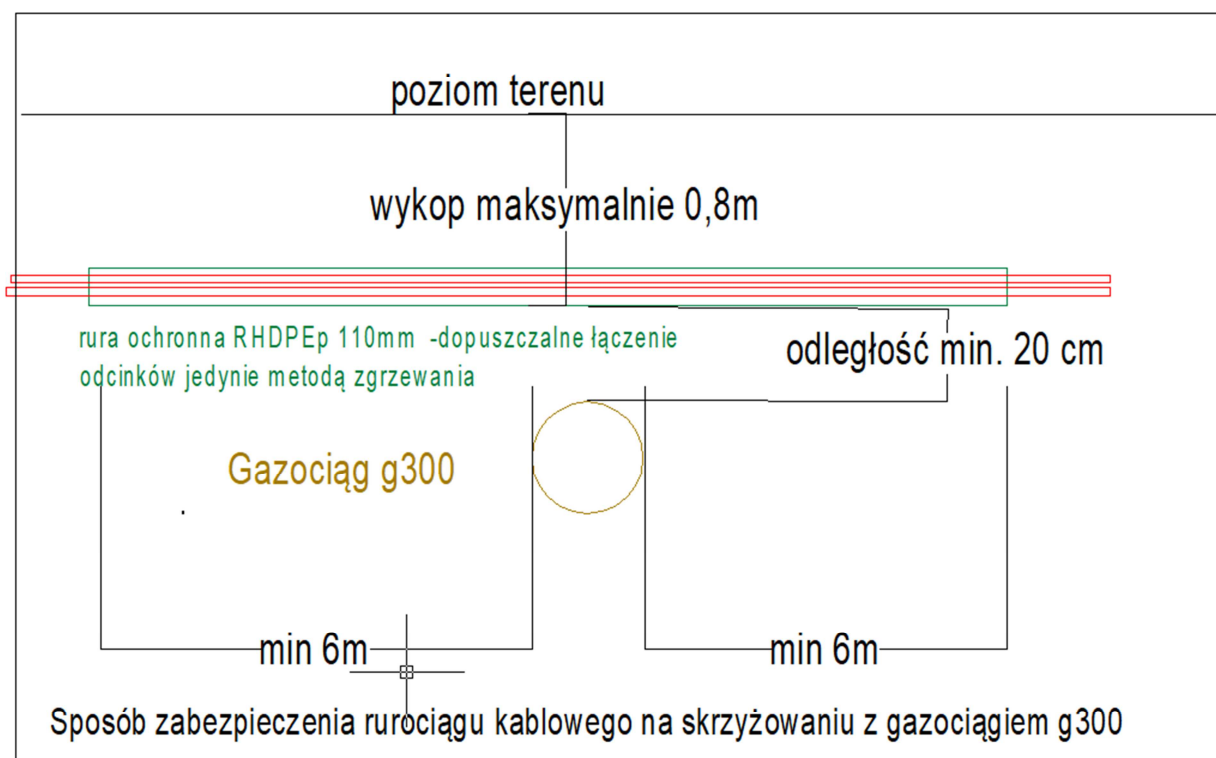 poziom terenu
wykop maksymalnie 0,8m
rura ochronna RHDPEp 110mm -dopuszczalne łączenie
odcinków jedynie metodą zgrzewania
odległość min. 20 cm
Gazociąg g300
min 6m
min 6m
Sposób zabezpieczenia rurociągu kablowego na skrzyżowaniu z gazociągiem g300